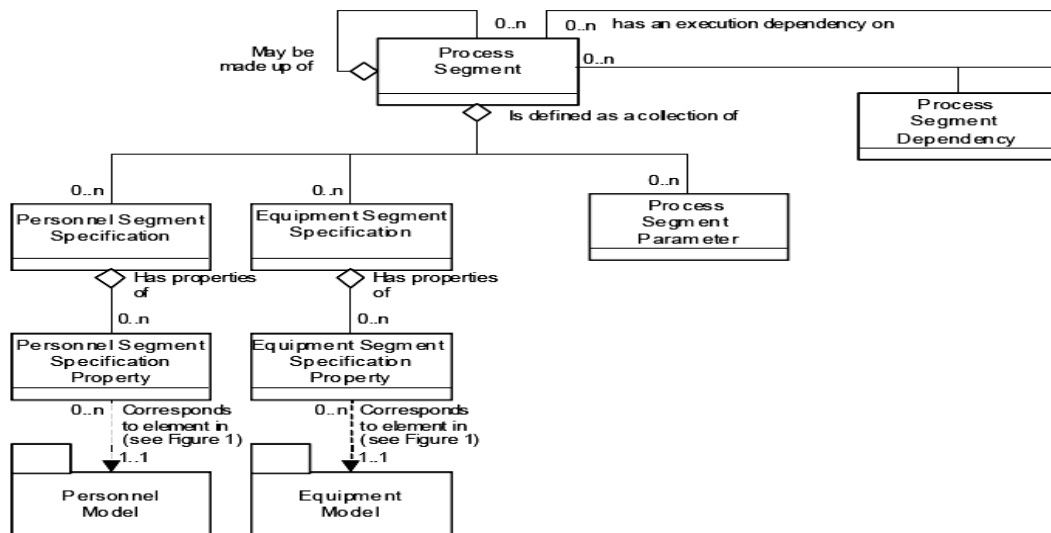 0..n
0..n
has an execution dependency on
May be
made up of
Process
Segment
0..n
Is defined as a collection of
Process
Segment
Dependency
0..n
0..n
0..n
Personnel Segment
Specification
Equipment Segment
Specification
Process
Segment
Parameter
Has properties
of
Has properties
of
0..n
0..n
Personnel Segment
Specification
Property
Equipment Segment
Specification
Property
0..n
Corresponds
to element in
(see Figure 1)
1..1
0..n
Corresponds
to element in
(see Figure 1)
1..1
Personnel
Model
Equipment
Model